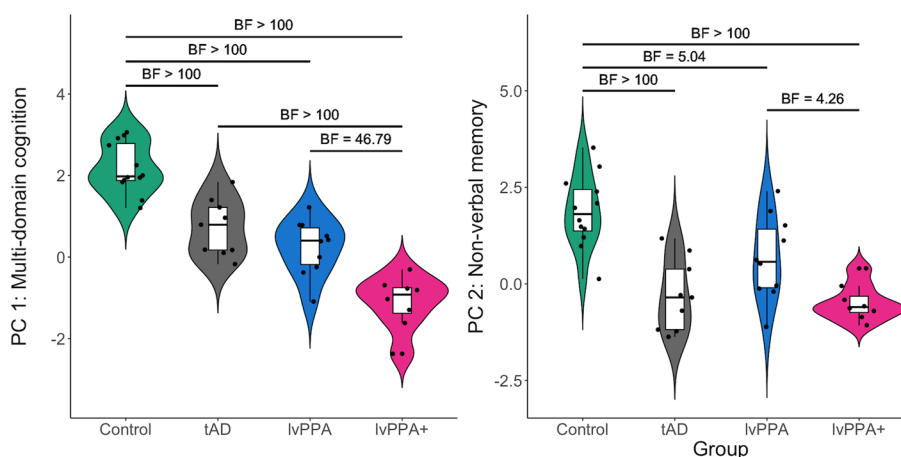 BF > 100
BF > 100
BF > 100
BF > 100
BF = 46.79
PC 1: Multi-domain cognition
4
2
0
-2
Control
tAD
lvPPA
lvPPA+
BF > 100
BF = 5.04
BF > 100
BF = 4.26
PC 2: Non-verbal memory
5.0
2.5
0.0
-2.5
Control
tAD
lvPPA
lvPPA+
Group